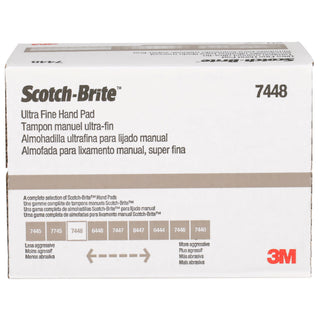 7448
Scotch-Brite™
7448
Ultra Fine Hand Pad
Tampon manuel ultra-fin
Almohadilla ultrafina para lijado manual
Almofada para lixamento manual, super fina
A complete selection of Scotch-Brite™ Hand Pads
Une gamme complète de tampons manuels Scotch-Brite™
Una gama completa de almohadillas Scotch-Brite™ para lijado manual
Uma gama completa de almofadas para lixamento manual Scotch-Brite™
7445 7745 7448 6448 8447 6444 7446 7440
Less aggressive
Moins agressif
Menos abrasiva
Menos abrasiva
More aggressive
Plus agressif
Más abrasiva
Mais abrasiva
3M